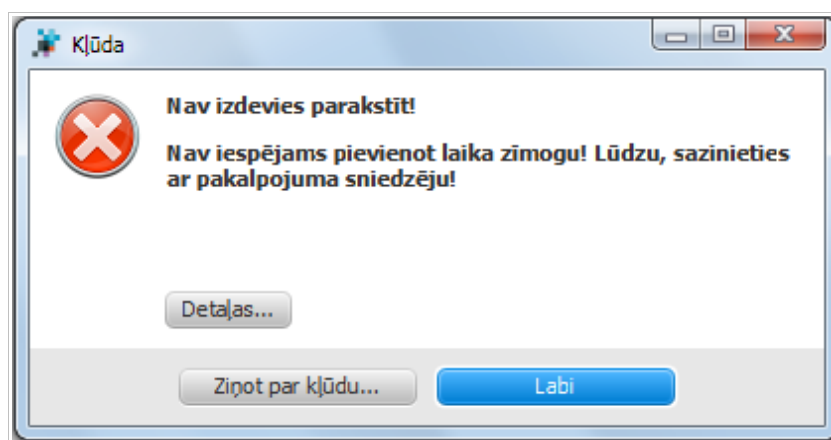 Kļūda
Nav izdevies parakstīt!
Nav iespējams pievienot laika zīmogu! Lūdzu, sazinieties
ar pakalpojuma sniedzēju!
Detaļas...
Ziņot par kļūdu...
Labi